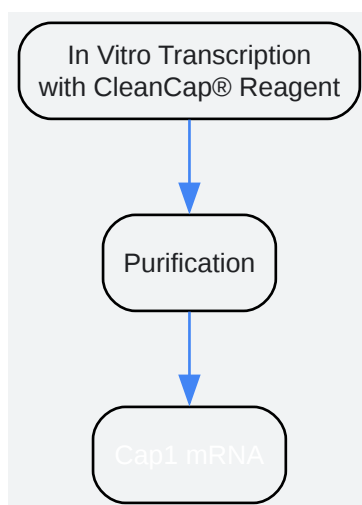 In Vitro Transcription
with CleanCap® Reagent
Purification
Cap1 mRNA